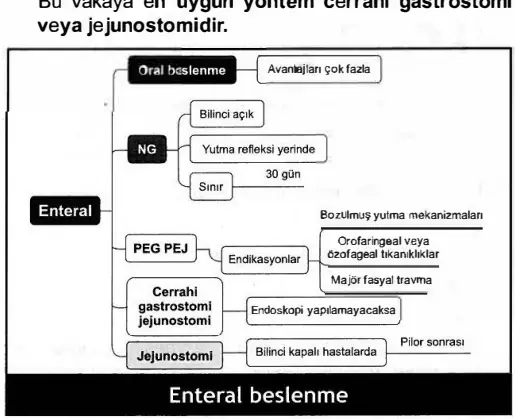 Bu vakaya en uygun yöntem cerrahi gastrostomi
veya jejunostomidir.
Oral beslenme
Avantajları çok fazla
NG
Bilinci açık
Yutma refleksi yerinde
Sınır
30 gün
Enteral
PEG PEJ
Endikasyonlar
Bozulmuş yutma mekanizmaları
Orofaringeal veya
özofageal tıkanıklıklar
Majör fasyal travma
Cerrahi
gastrostomi
jejunostomi
Endoskopi yapılamayacaksa
Jejunostomi
Bilinci kapalı hastalarda
Pilor sonrası
Enteral beslenme